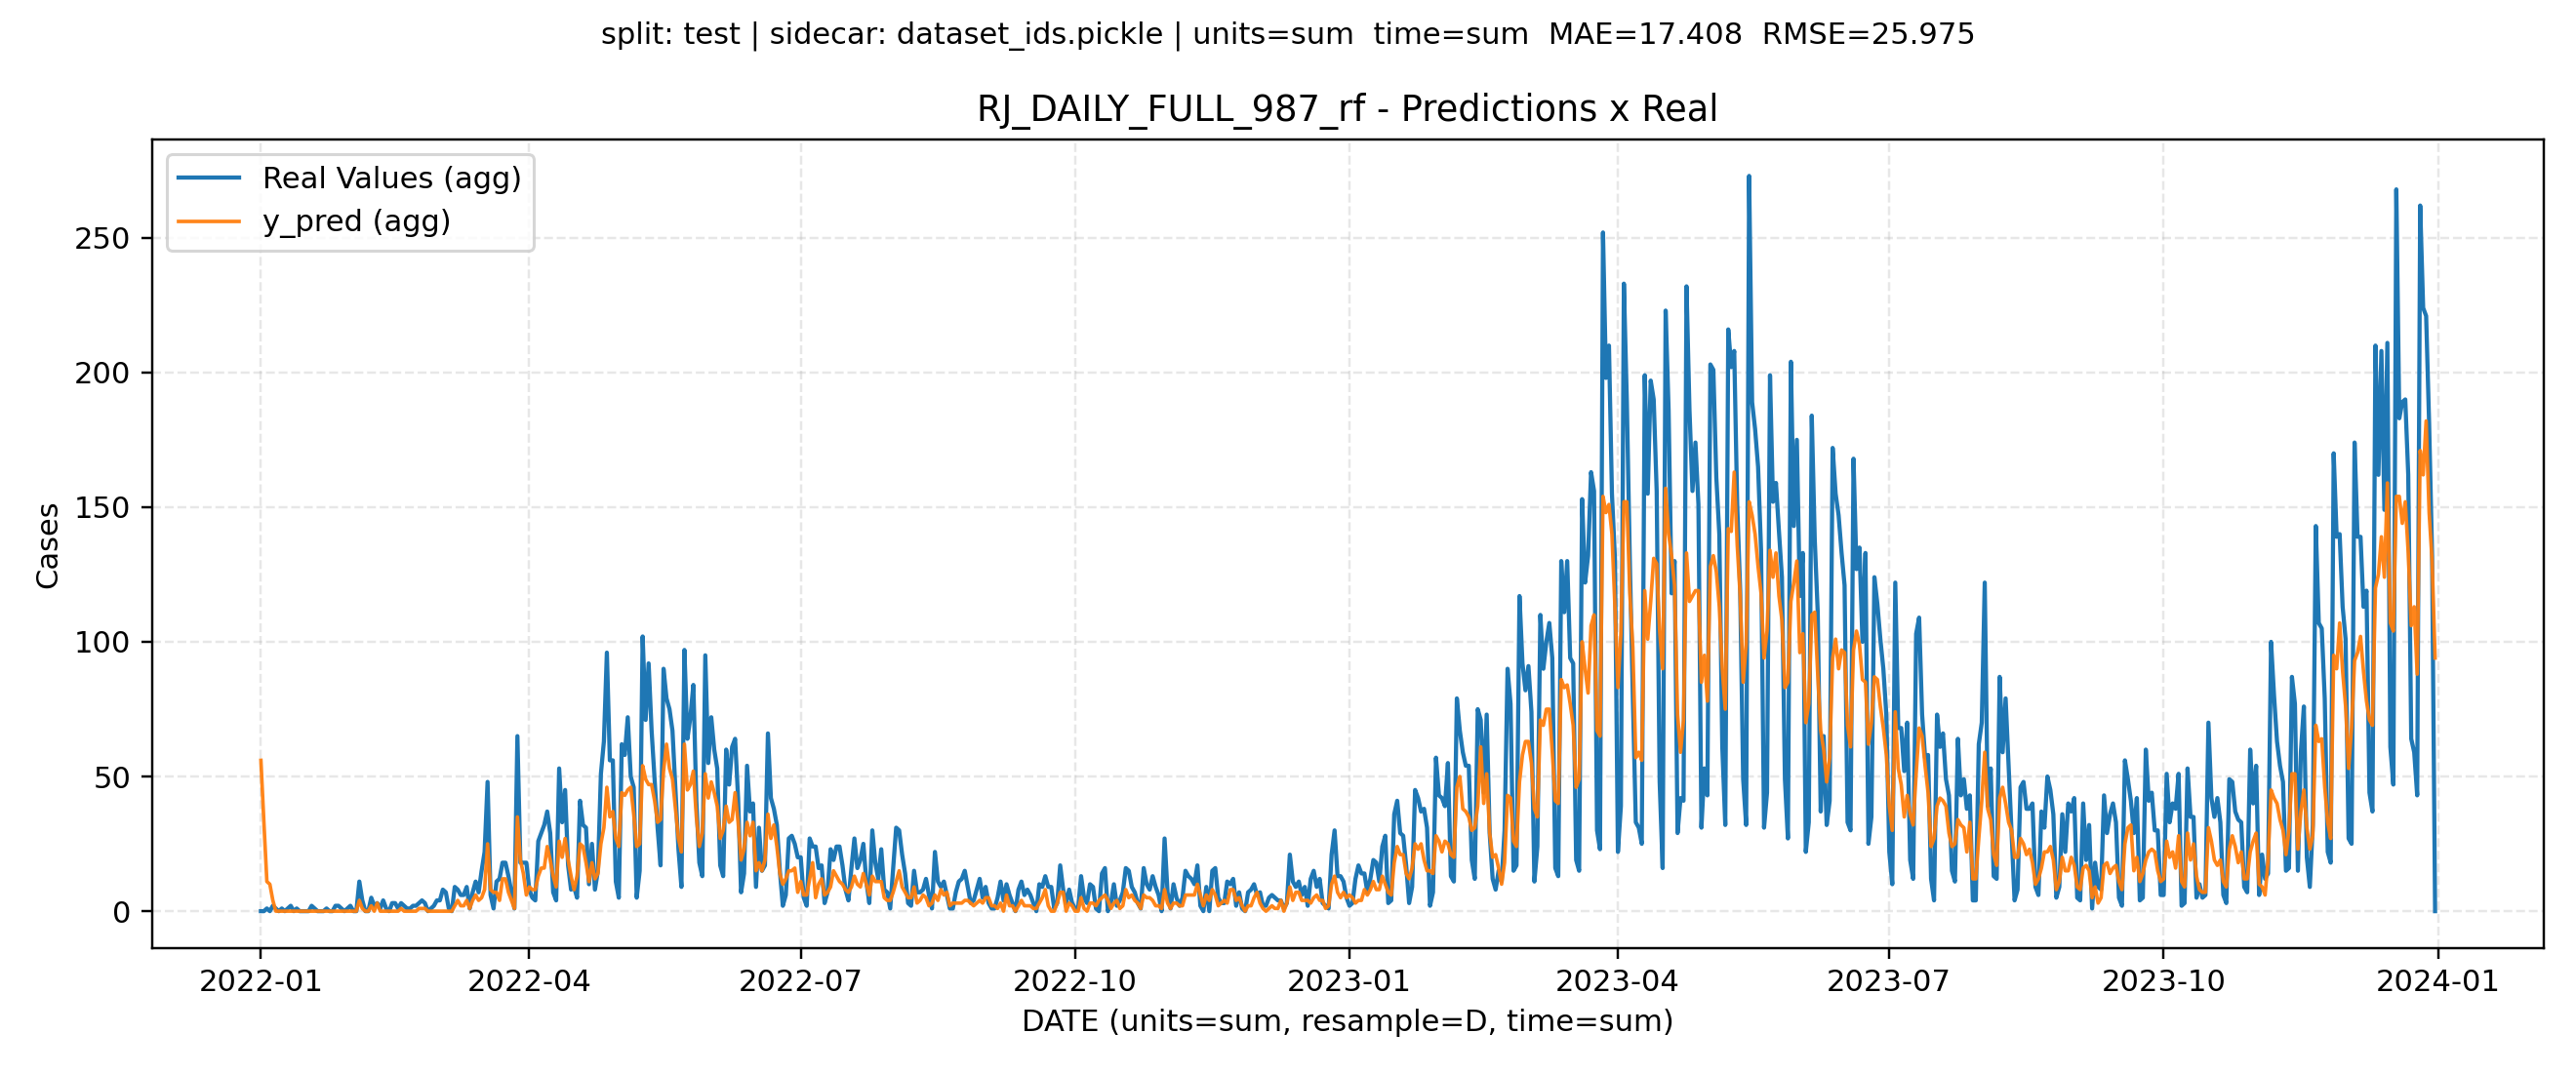 split: test | sidecar: dataset_ids.pickle | units=sum  time=sum  MAE=17.408  RMSE=25.975
RJ_DAILY_FULL_987_rf - Predictions x Real
Real Values (agg)
y_pred (agg)
Cases
250
200
150
100
50
0
2022-01 2022-04 2022-07 2022-10 2023-01 2023-04 2023-07 2023-10 2024-01
DATE (units=sum, resample=D, time=sum)